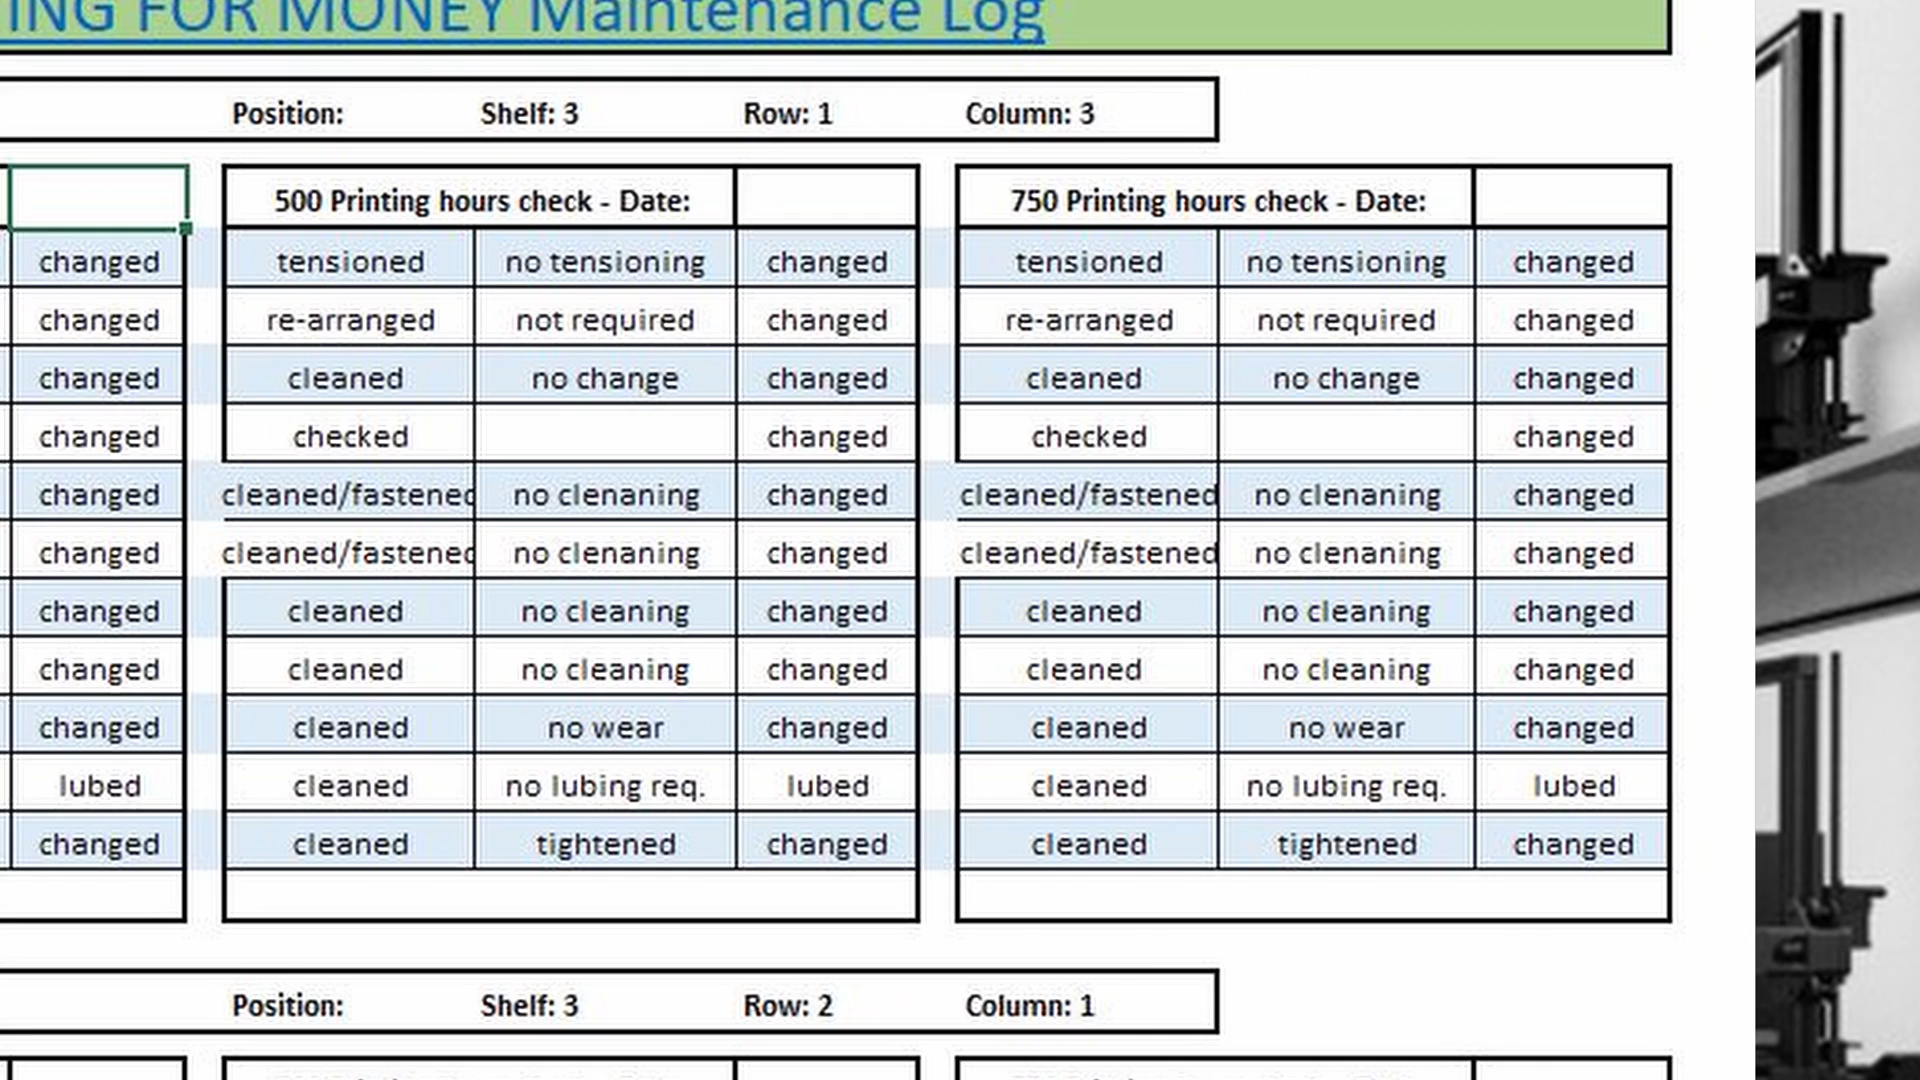 ING FOR MONEY Maintenance Log
Position: Shelf: 3 Row: 1 Column: 3
500 Printing hours check - Date: 750 Printing hours check - Date:
changed tensioned no tensioning changed tensioned no tensioning changed
changed re-arranged not required changed re-arranged not required changed
changed cleaned no change changed cleaned no change changed
changed checked changed checked changed
changed cleaned/fastened no clenaning changed cleaned/fastened no clenaning changed
changed cleaned/fastened no clenaning changed cleaned/fastened no clenaning changed
changed cleaned no cleaning changed cleaned no cleaning changed
changed cleaned no cleaning changed cleaned no cleaning changed
changed cleaned no wear changed cleaned no wear changed
lubed cleaned no lubing req. lubed cleaned no lubing req. lubed
changed cleaned tightened changed cleaned tightened changed
Position: Shelf: 3 Row: 2 Column: 1